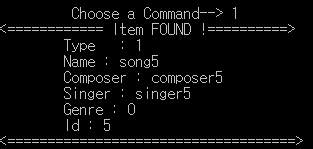 Choose a Command--> 1
<============ Item FOUND !===========>
Type : 1
Name : song5
Composer : composer5
Singer : singer5
Genre : 0
Id : 5
<====================================>